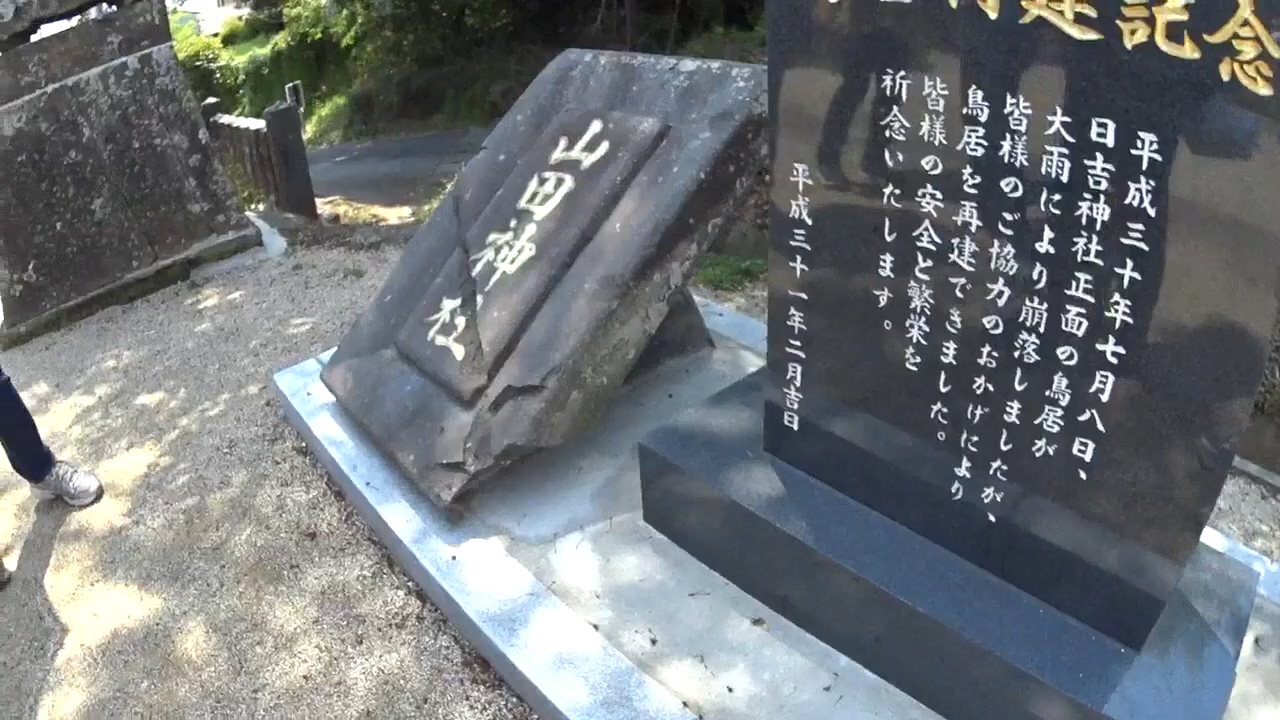 再建記念
平成三十年七月八日、
日吉神社正面の鳥居が
大雨により崩落しましたが、
皆様のご協力のおかげにより
鳥居を再建できました。
皆様の安全と繁栄を
祈念いたします。
平成三十一年二月吉日
山田神社